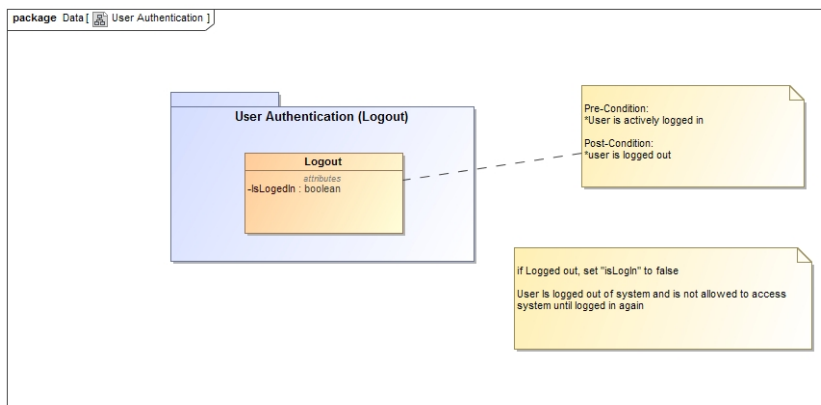 package Data [ User Authentication ]
User Authentication (Logout)
Logout
attributes
-IsLogedIn : boolean
Pre-Condition:
*User is actively logged in
Post-Condition:
*user is logged out
if Logged out, set "isLogIn" to false
User Is logged out of system and is not allowed to access
system until logged in again